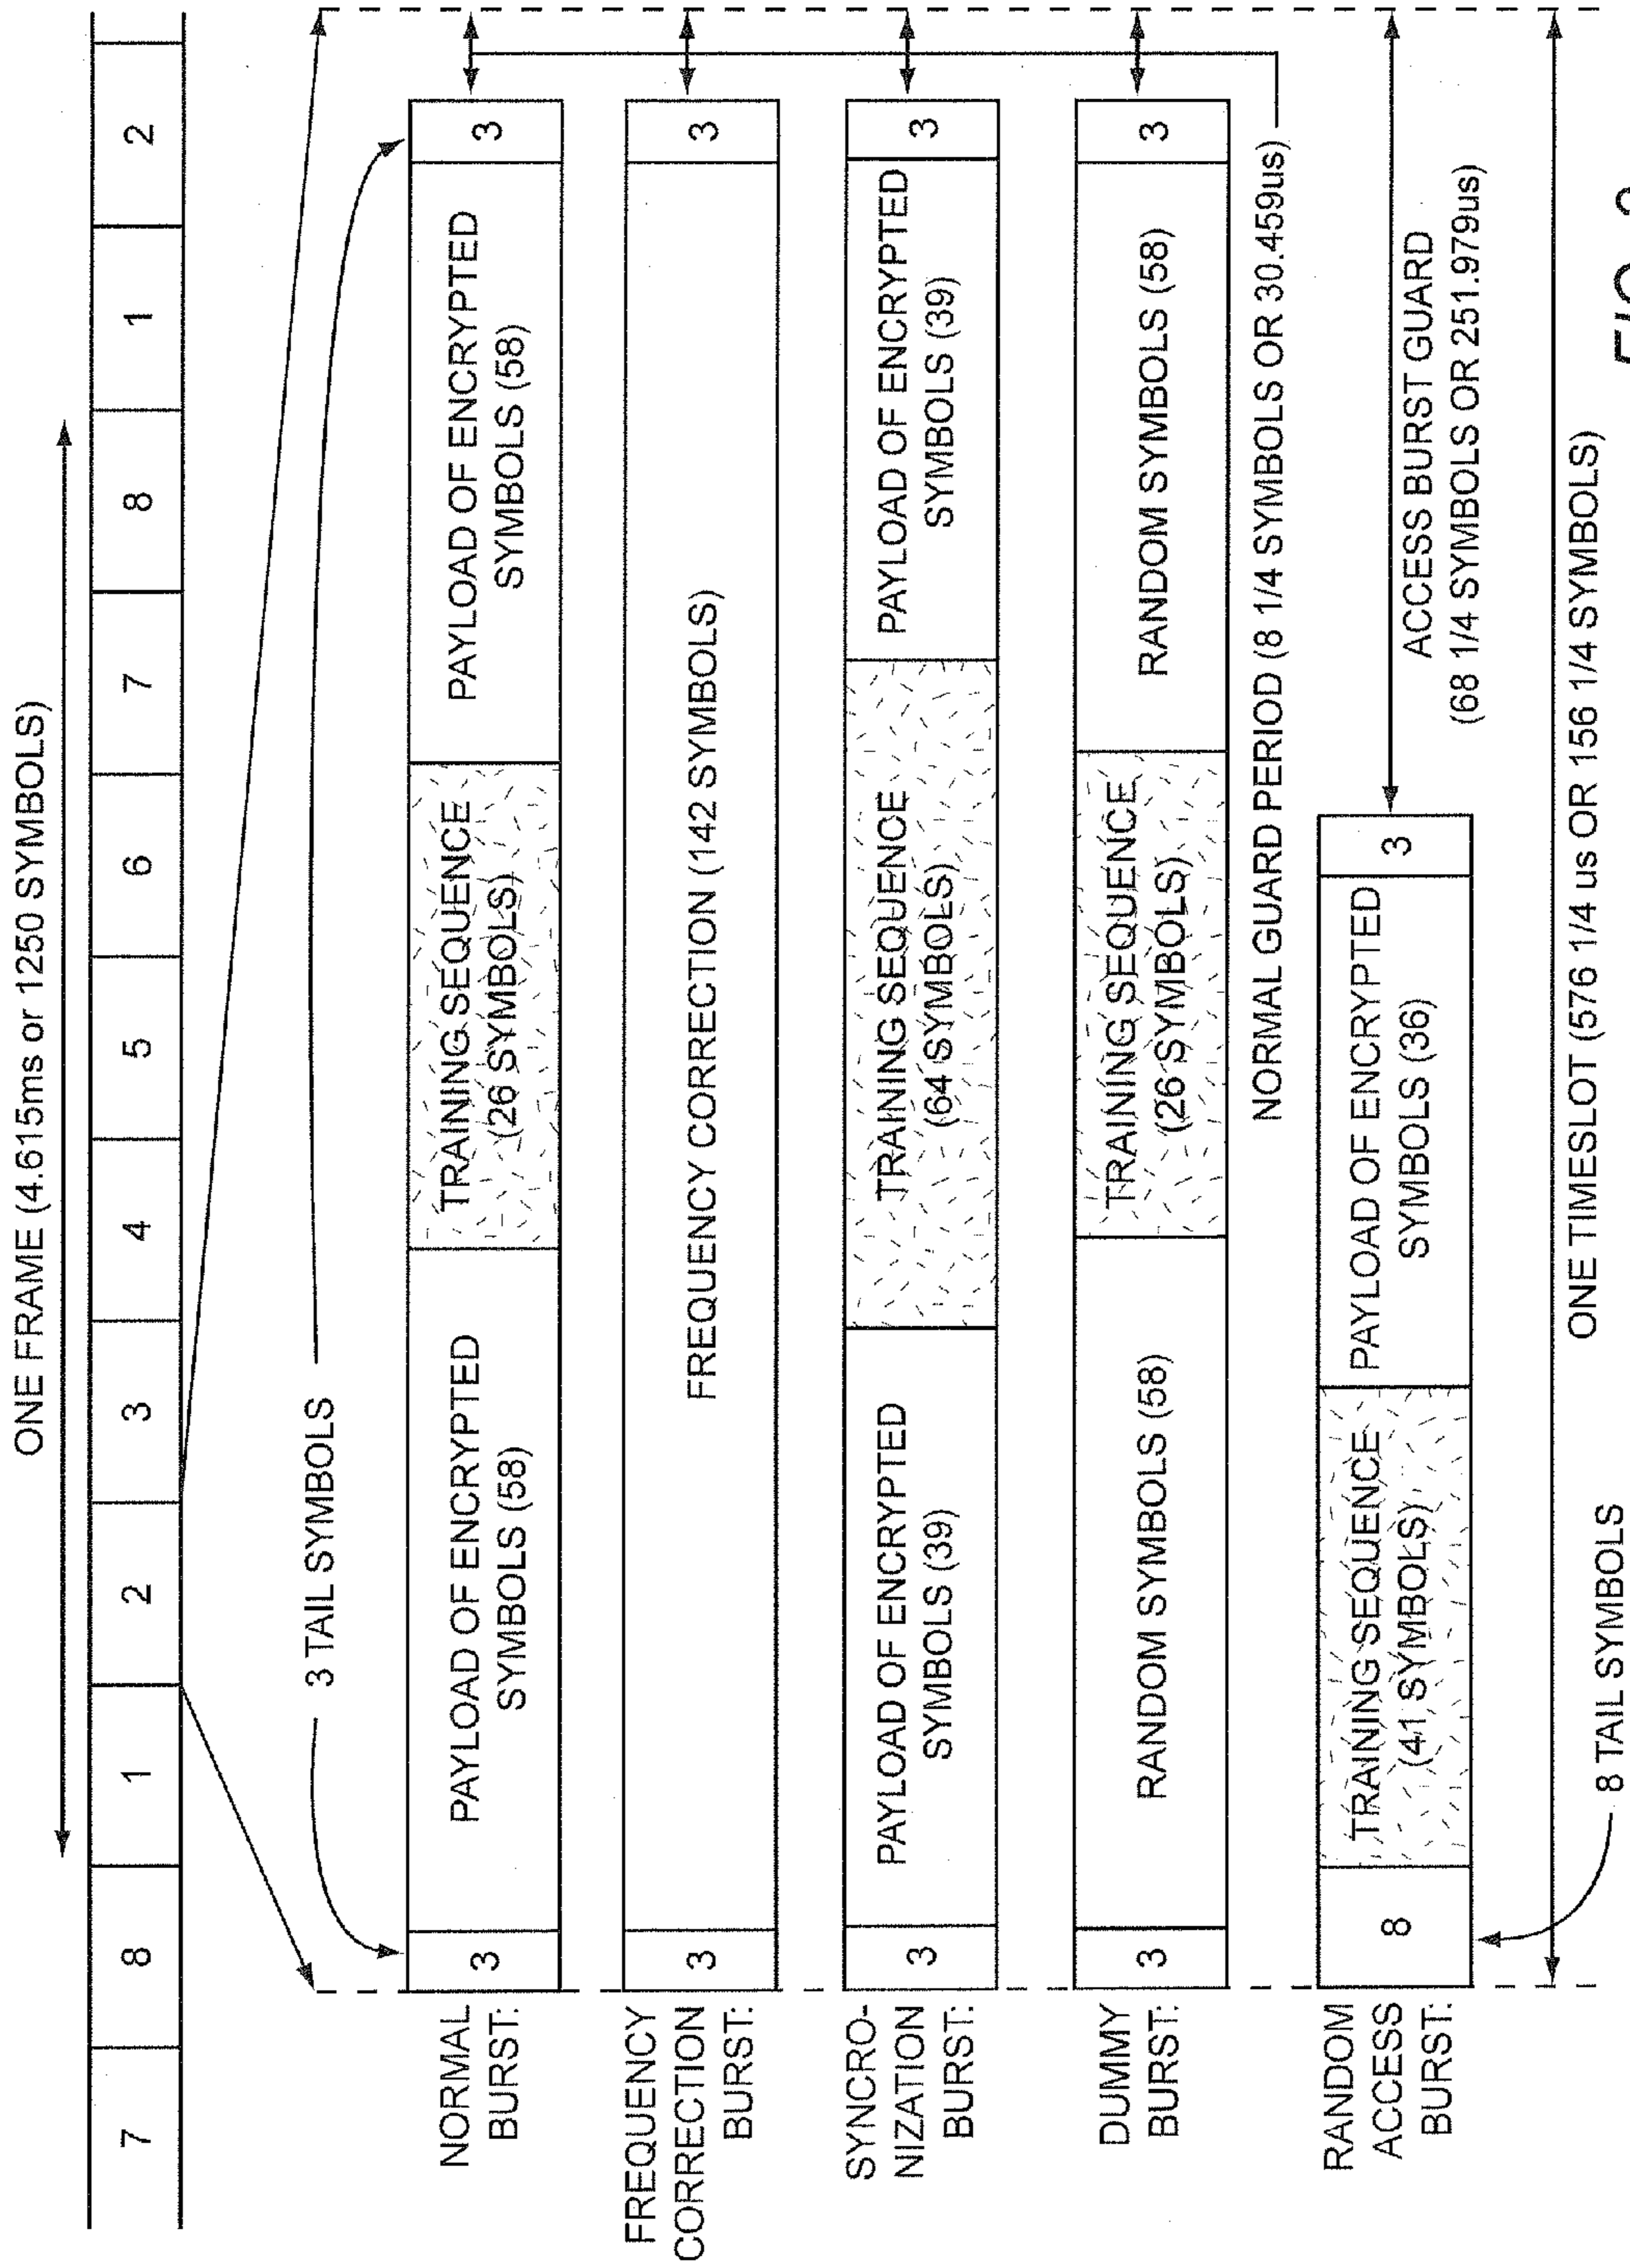 ONE FRAME (4.615ms or 1250 SYMBOLS)
7 8 1 2 3 4 5 6 7 8 1 2
3 TAIL SYMBOLS
NORMAL
BURST:
3
PAYLOAD OF ENCRYPTED
SYMBOLS (58)
TRAINING SEQUENCE
(26 SYMBOLS)
PAYLOAD OF ENCRYPTED
SYMBOLS (58)
3
FREQUENCY
CORRECTION
BURST:
3
FREQUENCY CORRECTION (142 SYMBOLS)
3
SYNCRO-
NIZATION
BURST:
3
PAYLOAD OF ENCRYPTED
SYMBOLS (39)
TRAINING SEQUENCE
(64 SYMBOLS)
PAYLOAD OF ENCRYPTED
SYMBOLS (39)
3
DUMMY
BURST:
3
RANDOM SYMBOLS (58)
TRAINING SEQUENCE
(26 SYMBOLS)
RANDOM SYMBOLS (58)
3
NORMAL GUARD PERIOD (8 1/4 SYMBOLS OR 30.459us)
RANDOM
ACCESS
BURST:
8
TRAINING SEQUENCE
(41 SYMBOLS)
PAYLOAD OF ENCRYPTED
SYMBOLS (36)
3
ACCESS BURST GUARD
(68 1/4 SYMBOLS OR 251.979us)
ONE TIMESLOT (576 1/4 us OR 156 1/4 SYMBOLS)
8 TAIL SYMBOLS